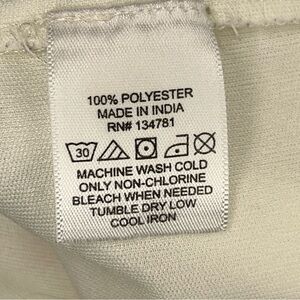 100% POLYESTER
MADE IN INDIA
RN# 134781
30
MACHINE WASH COLD
ONLY NON-CHLORINE
BLEACH WHEN NEEDED
TUMBLE DRY LOW
COOL IRON